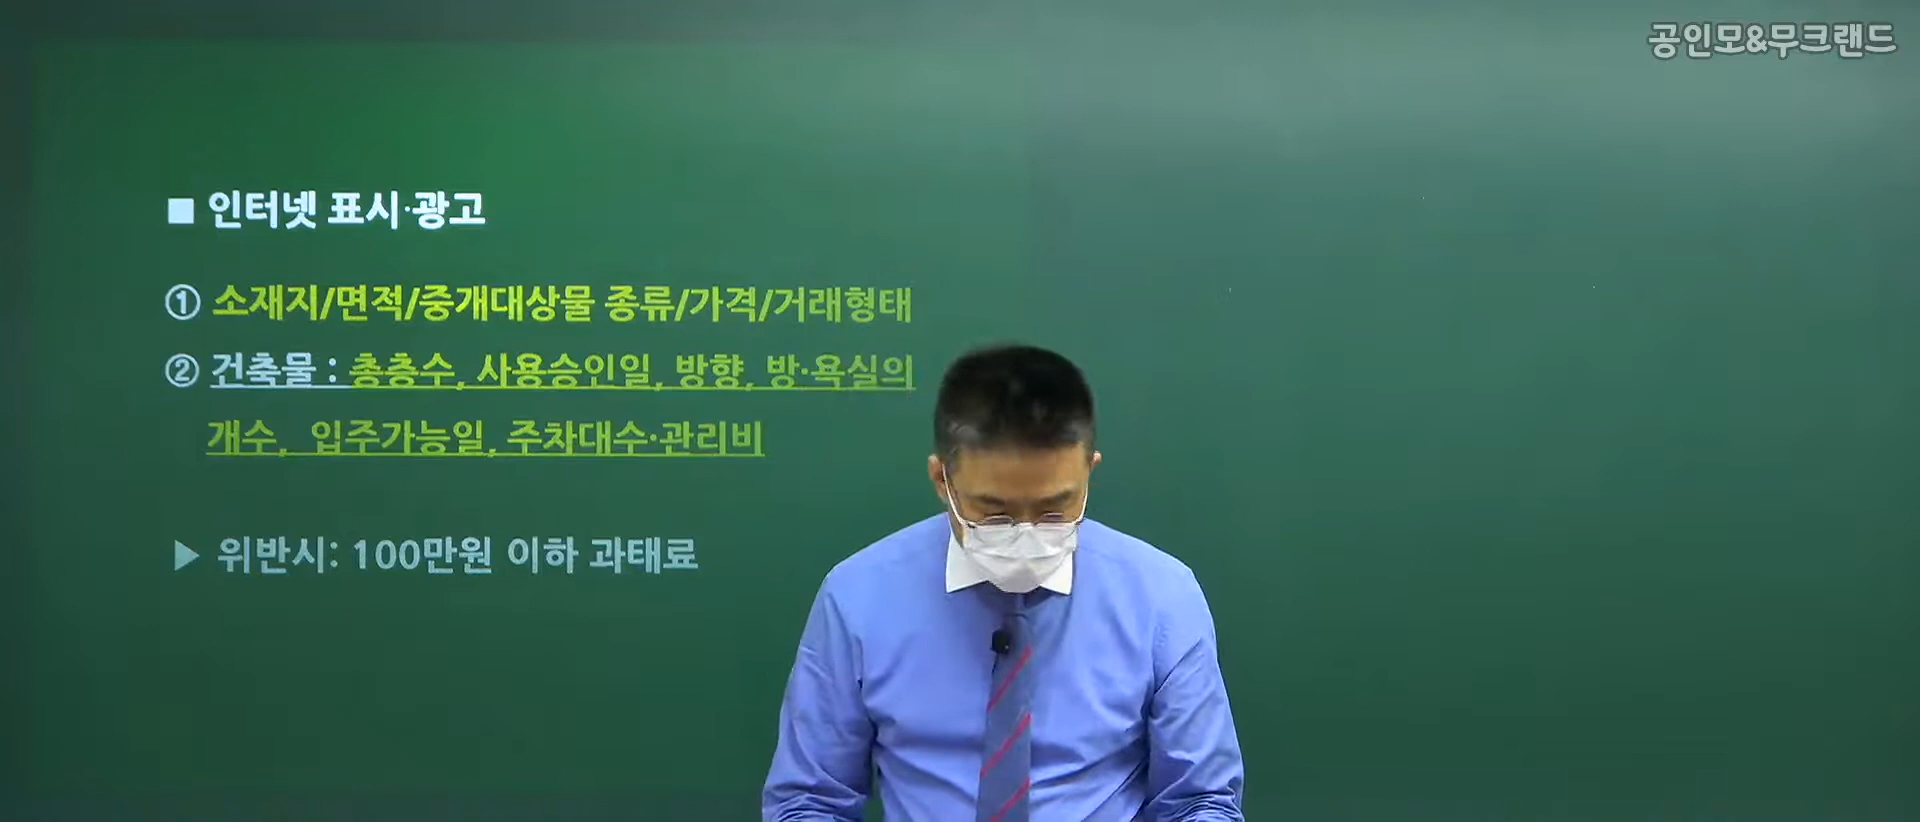 공인모&무크랜드
■ 인터넷 표시·광고
① 소재지/면적/중개대상물 종류/가격/거래형태
② 건축물 : 총층수, 사용승인일, 방향, 방·욕실의
개수, 입주가능일, 주차대수·관리비
▶ 위반시: 100만원 이하 과태료